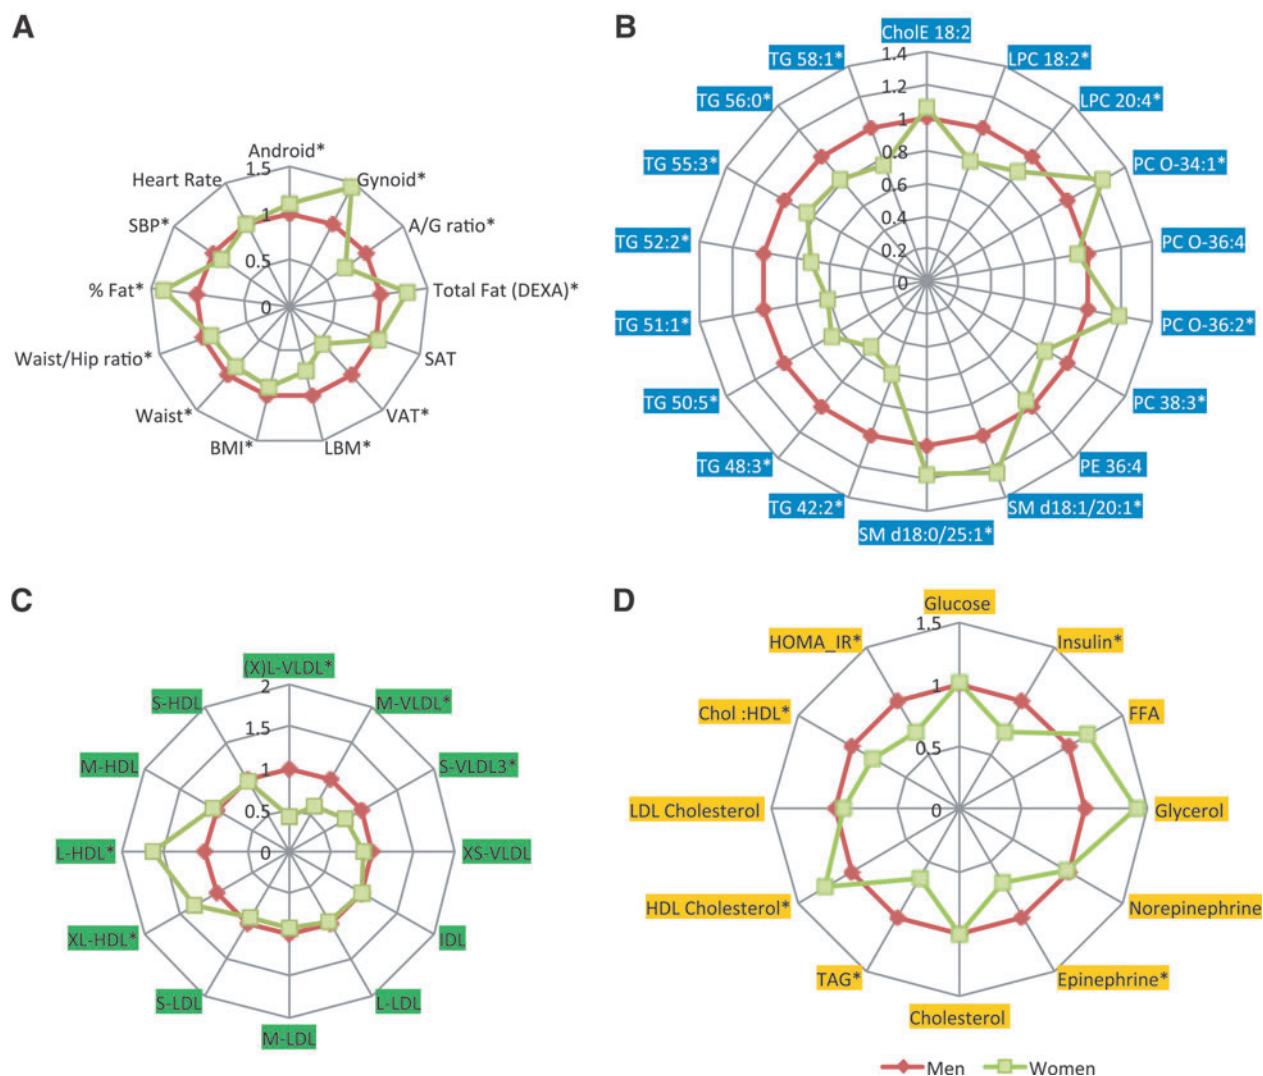 A
Android*
Gynoid*
A/G ratio*
Total Fat (DEXA)*
SAT
VAT*
LBM*
BMI*
Waist*
Waist/Hip ratio*
% Fat*
SBP*
Heart Rate
1.5
1
0.5
0
B
CholE 18:2
LPC 18:2*
LPC 20:4*
PC O-34:1*
PC O-36:4
PC O-36:2*
PC 38:3*
PE 36:4
SM d18:1/20:1*
SM d18:0/25:1*
TG 42:2*
TG 48:3*
TG 50:5*
TG 51:1*
TG 52:2*
TG 55:3*
TG 56:0*
TG 58:1*
1.4
1.2
1
0.8
0.6
0.4
0.2
0
C
(X)L-VLDL*
M-VLDL*
S-VLDL3*
XS-VLDL
IDL
L-LDL
M-LDL
S-LDL
XL-HDL*
L-HDL*
M-HDL
S-HDL
2
1.5
1
0.5
0
D
Glucose
Insulin*
FFA
Glycerol
Norepinephrine
Epinephrine*
Cholesterol
TAG*
HDL Cholesterol*
LDL Cholesterol
Chol :HDL*
HOMA_IR*
1.5
1
0.5
0
Men
Women